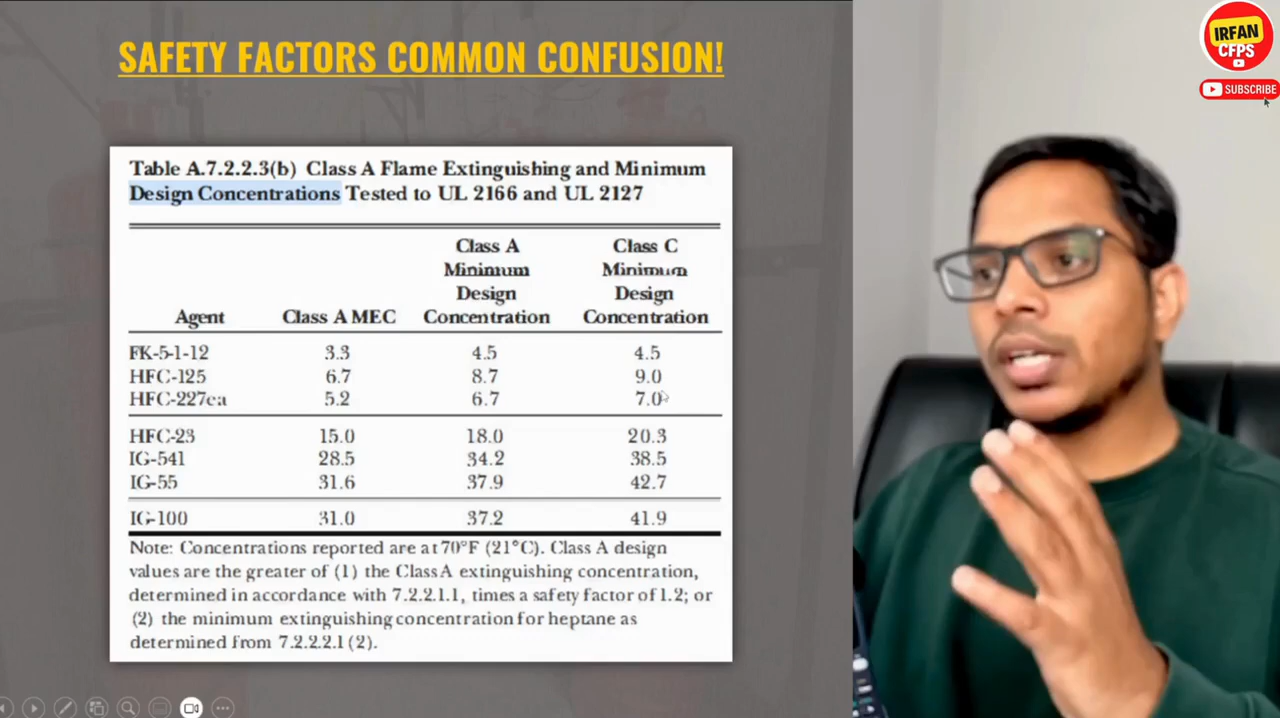 SAFETY FACTORS COMMON CONFUSION!
IRFAN
CFPS
SUBSCRIBE
Table A.7.2.2.3(b) Class A Flame Extinguishing and Minimum
Design Concentrations Tested to UL 2166 and UL 2127
Agent Class A MEC Class A Minimum Design Concentration Class C Minimum Design Concentration
FK-5-1-12 3.3 4.5 4.5
HFC-125 6.7 8.7 9.0
HFC-227ea 5.2 6.7 7.0
HFC-23 15.0 18.0 20.3
IG-541 28.5 34.2 38.5
IG-55 31.6 37.9 42.7
IG-100 31.0 37.2 41.9
Note: Concentrations reported are at 70°F (21°C). Class A design
values are the greater of (1) the Class A extinguishing concentration,
determined in accordance with 7.2.2.1.1, times a safety factor of 1.2; or
(2) the minimum extinguishing concentration for heptane as
determined from 7.2.2.2.1 (2).